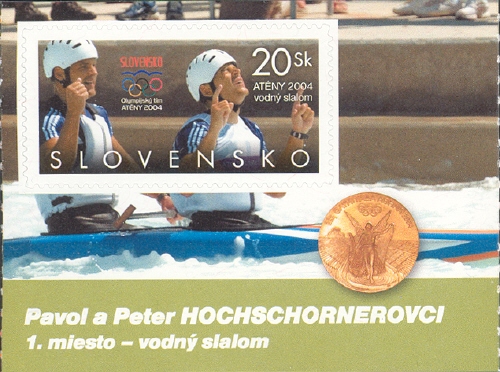 SLOVENSKO
Olympijský tím
ATÉNY 2004
20 Sk
ATÉNY 2004
vodný slalom
SLOVENSKO
Pavol a Peter HOCHSCHORNEROVCI
1. miesto – vodný slalom